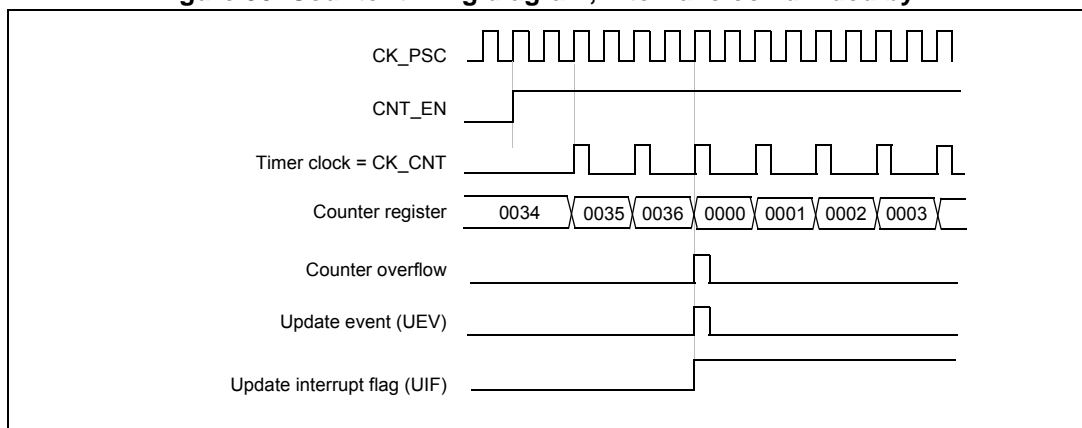 CK_PSC
CNT_EN
Timer clock = CK_CNT
Counter register 0034 0035 0036 0000 0001 0002 0003
Counter overflow
Update event (UEV)
Update interrupt flag (UIF)